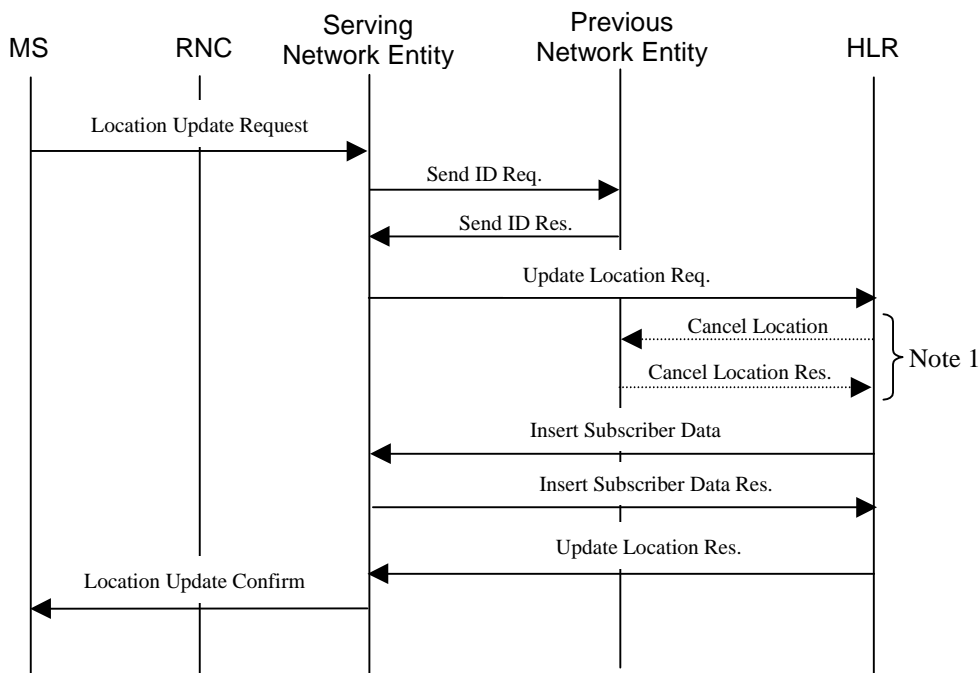 MS
RNC
Serving
Network Entity
Previous
Network Entity
HLR
Location Update Request
Send ID Req.
Send ID Res.
Update Location Req.
Cancel Location
Cancel Location Res.
Note 1
Insert Subscriber Data
Insert Subscriber Data Res.
Update Location Res.
Location Update Confirm